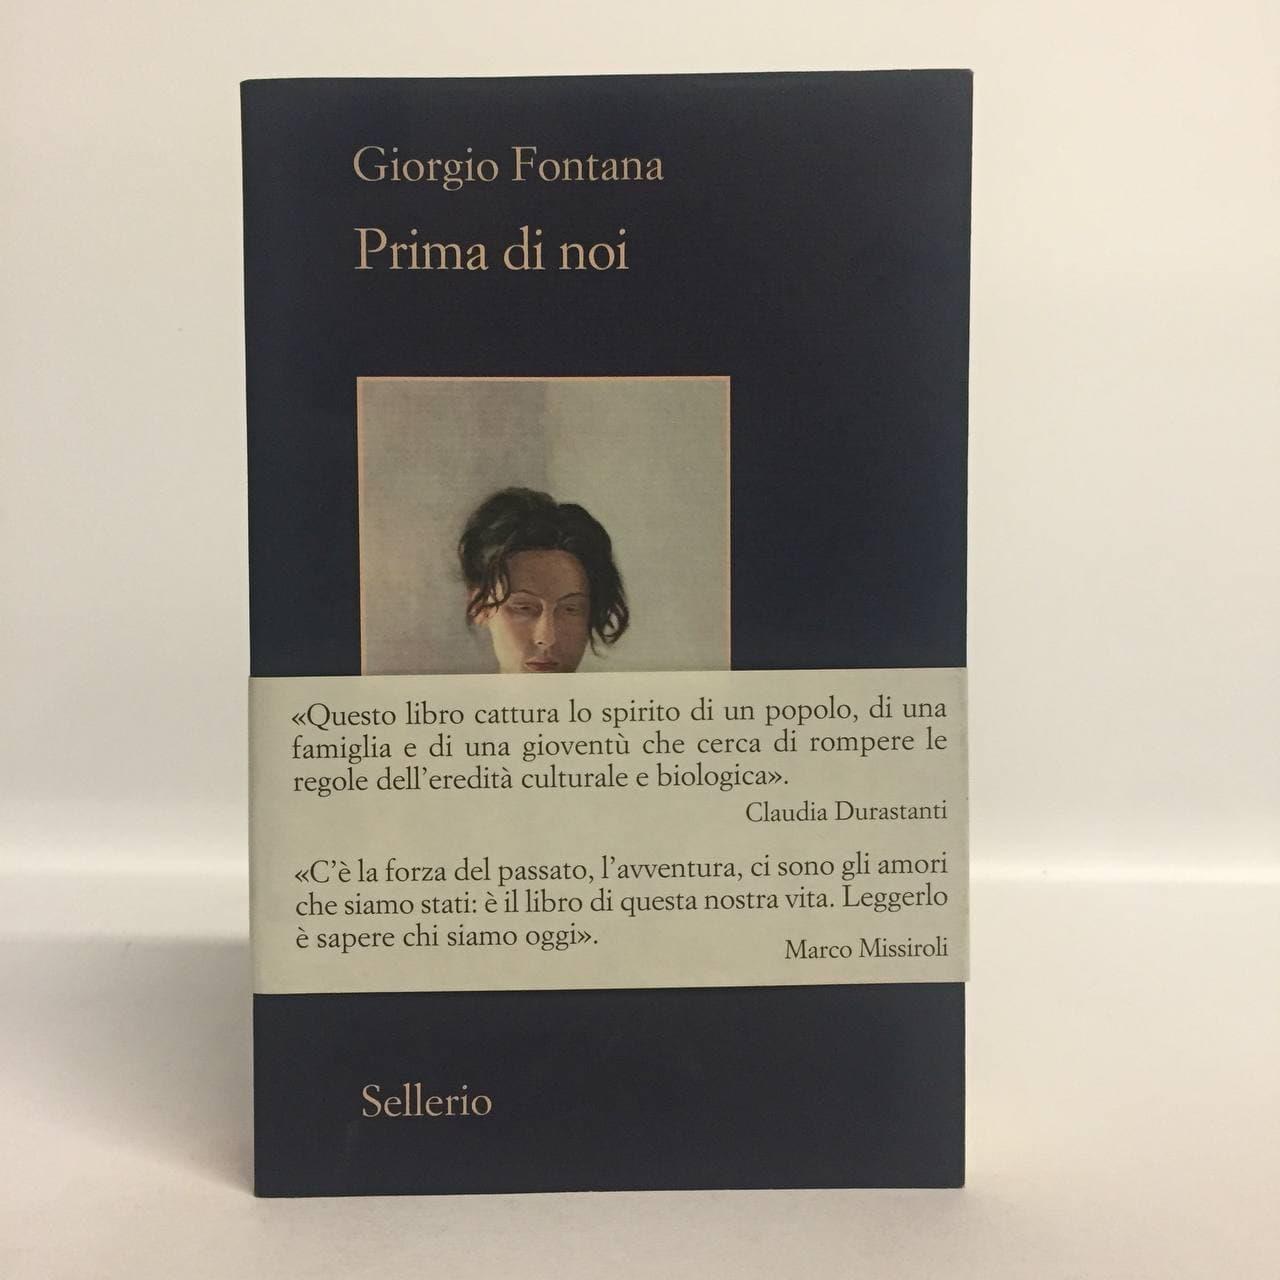 Giorgio Fontana
Prima di noi
«Questo libro cattura lo spirito di un popolo, di una
famiglia e di una gioventù che cerca di rompere le
regole dell'eredità culturale e biologica».
Claudia Durastanti
«C'è la forza del passato, l'avventura, ci sono gli amori
che siamo stati: è il libro di questa nostra vita. Leggerlo
è sapere chi siamo oggi».
Marco Missiroli
Sellerio